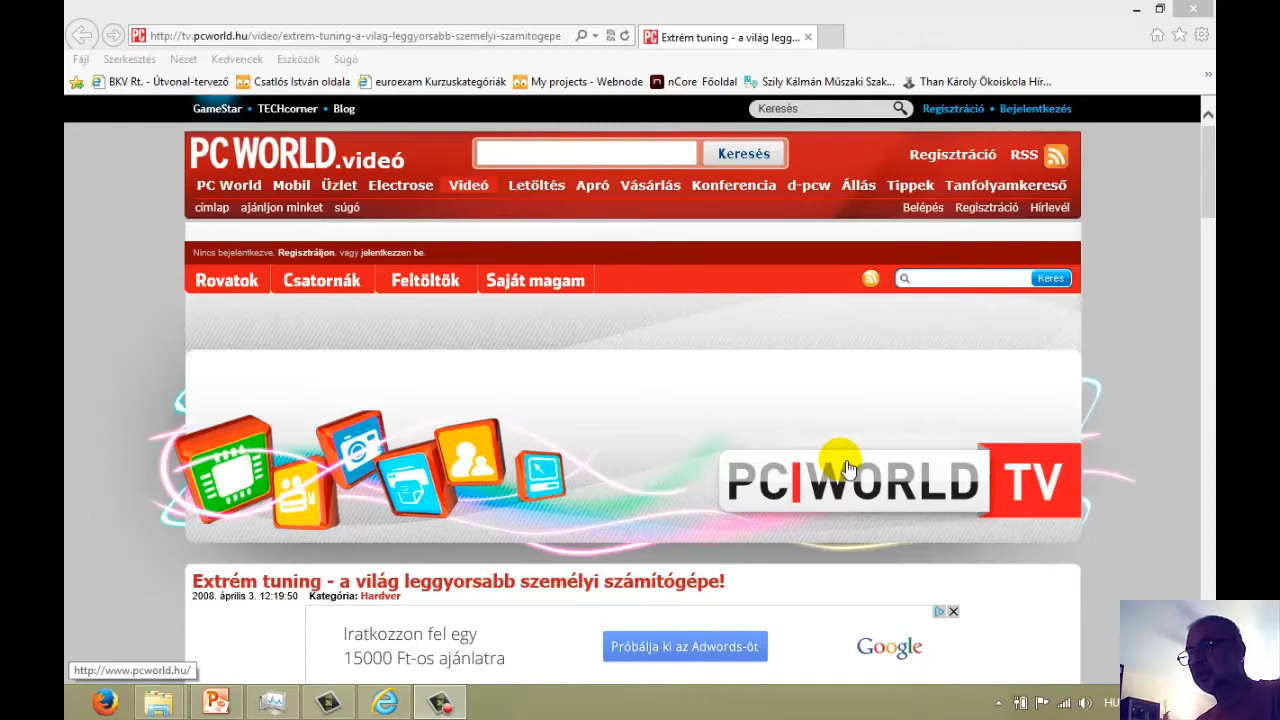 http://tv.pcworld.hu/video/extrem-tuning-a-vilag-leggyorsabb-szemelyi-szamitogepe
Extrém tuning - a világ legg...
Fájl Szerkesztés Nézet Kedvencek Eszközök Súgó
BKV Rt. - Útvonal-tervező Csatlós István oldala euroexam Kurzuskategóriák My projects - Webnode nCore Főoldal Szily Kálmán Műszaki Szak... Than Károly Ökoiskola Hír...
GameStar • TECHcorner • Blog Keresés Regisztráció • Bejelentkezés
PC WORLD.videó Keresés Regisztráció RSS
PC World Mobil Üzlet Electrose Videó Letöltés Apró Vásárlás Konferencia d-pcw Állás Tippek Tanfolyamkereső
címlap ajánljon minket súgó Belépés Regisztráció Hírlevél
Nincs bejelentkezve. Regisztráljon, vagy jelentkezzen be.
Rovatok Csatornák Feltöltök Saját magam Keres
PC|WORLD TV
Extrém tuning - a világ leggyorsabb személyi számítógépe!
2008. április 3. 12:19:50 Kategória: Hardver
Iratkozzon fel egy
15000 Ft-os ajánlatra
Próbálja ki az Adwords-öt
Google
http://www.pcworld.hu/
HU